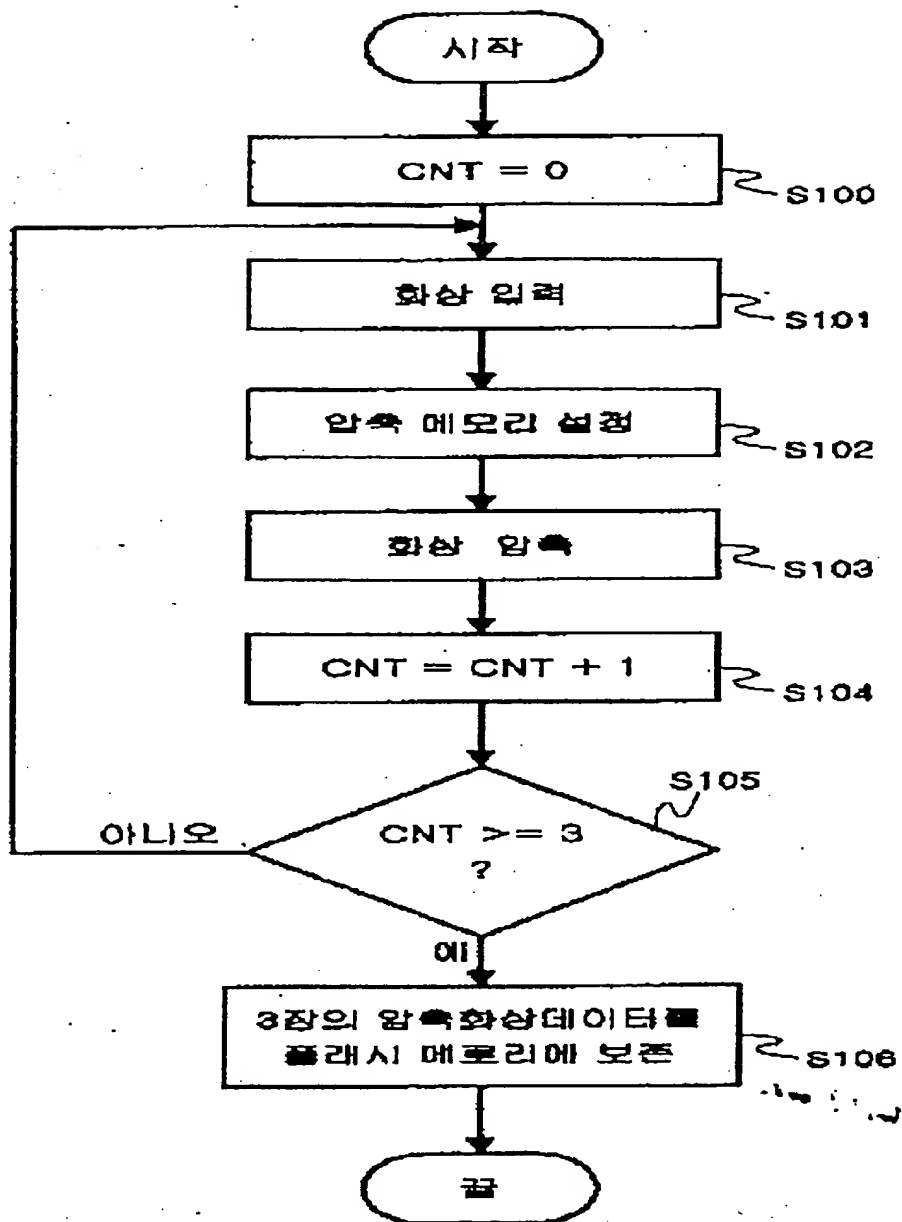 시작
CNT = 0
S100
화상 입력
S101
압축 메모리 설정
S102
화상 압축
S103
CNT = CNT + 1
S104
S105
CNT >= 3
?
아니오
예
3장의 압축화상데이터를
플래시 메모리에 보존
S106
끝